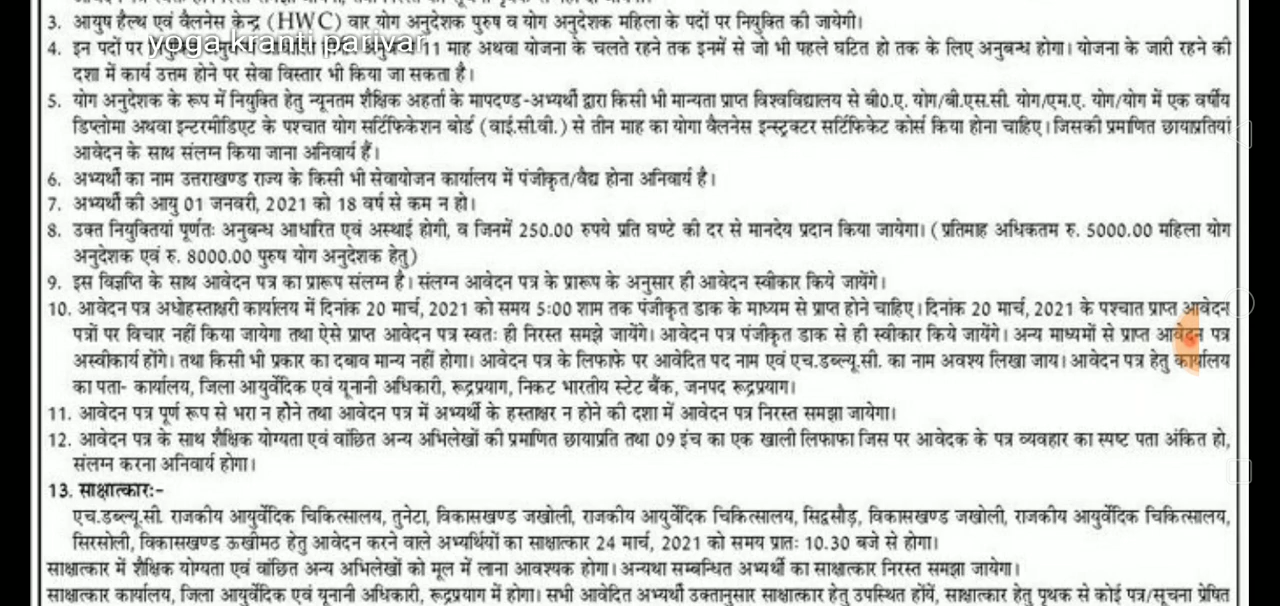 3. आयुष हैल्थ एवं वैलनेस केन्द्र (HWC) वार योग अनुदेशक पुरुष व योग अनुदेशक महिला के पदों पर नियुक्ति की जायेगी।
yoga kranti parivar
4. इन पदों पर 11 माह अथवा योजना के चलते रहने तक इनमें से जो भी पहले घटित हो तक के लिए अनुबन्ध होगा। योजना के जारी रहने की
दशा में कार्य उत्तम होने पर सेवा विस्तार भी किया जा सकता है।
5. योग अनुदेशक के रूप में नियुक्ति हेतु न्यूनतम शैक्षिक अहर्ता के मापदण्ड-अभ्यर्थी द्वारा किसी भी मान्यता प्राप्त विश्वविद्यालय से बी0ए. योग/बी.एस.सी. योग/एम.ए. योग/योग में एक वर्षीय
डिप्लोमा अथवा इन्टरमीडिएट के पश्चात योग सर्टिफिकेशन बोर्ड (वाई.सी.वी.) से तीन माह का योगा वैलनेस इन्स्ट्रक्टर सर्टिफिकेट कोर्स किया होना चाहिए। जिसकी प्रमाणित छायाप्रतियां
आवेदन के साथ संलग्न किया जाना अनिवार्य हैं।
6. अभ्यर्थी का नाम उत्तराखण्ड राज्य के किसी भी सेवायोजन कार्यालय में पंजीकृत/वैद्य होना अनिवार्य है।
7. अभ्यर्थी की आयु 01 जनवरी, 2021 को 18 वर्ष से कम न हो।
8. उक्त नियुक्तियां पूर्णतः अनुबन्ध आधारित एवं अस्थाई होगी, व जिनमें 250.00 रुपये प्रति घण्टे की दर से मानदेय प्रदान किया जायेगा। (प्रतिमाह अधिकतम रु. 5000.00 महिला योग
अनुदेशक एवं रु. 8000.00 पुरुष योग अनुदेशक हेतु)
9. इस विज्ञप्ति के साथ आवेदन पत्र का प्रारूप संलग्न है। संलग्न आवेदन पत्र के प्रारूप के अनुसार ही आवेदन स्वीकार किये जायेंगे।
10. आवेदन पत्र अधोहस्ताक्षरी कार्यालय में दिनांक 20 मार्च, 2021 को समय 5:00 शाम तक पंजीकृत डाक के माध्यम से प्राप्त होने चाहिए। दिनांक 20 मार्च, 2021 के पश्चात प्राप्त आवेदन
पत्रों पर विचार नहीं किया जायेगा तथा ऐसे प्राप्त आवेदन पत्र स्वतः ही निरस्त समझे जायेंगे। आवेदन पत्र पंजीकृत डाक से ही स्वीकार किये जायेंगे। अन्य माध्यमों से प्राप्त आवेदन पत्र
अस्वीकार्य होंगे। तथा किसी भी प्रकार का दबाव मान्य नहीं होगा। आवेदन पत्र के लिफाफे पर आवेदित पद नाम एवं एच.डब्ल्यू.सी. का नाम अवश्य लिखा जाय। आवेदन पत्र हेतु कार्यालय
का पता- कार्यालय, जिला आयुर्वेदिक एवं यूनानी अधिकारी, रूद्रप्रयाग, निकट भारतीय स्टेट बैंक, जनपद रूद्रप्रयाग।
11. आवेदन पत्र पूर्ण रूप से भरा न होने तथा आवेदन पत्र में अभ्यर्थी के हस्ताक्षर न होने की दशा में आवेदन पत्र निरस्त समझा जायेगा।
12. आवेदन पत्र के साथ शैक्षिक योग्यता एवं वांछित अन्य अभिलेखों की प्रमाणित छायाप्रति तथा 09 इंच का एक खाली लिफाफा जिस पर आवेदक के पत्र व्यवहार का स्पष्ट पता अंकित हो,
संलग्न करना अनिवार्य होगा।
13. साक्षात्कारः-
एच.डब्ल्यू.सी. राजकीय आयुर्वेदिक चिकित्सालय, तुनेटा, विकासखण्ड जखोली, राजकीय आयुर्वेदिक चिकित्सालय, सिद्वसौड़, विकासखण्ड जखोली, राजकीय आयुर्वेदिक चिकित्सालय,
सिरसोली, विकासखण्ड ऊखीमठ हेतु आवेदन करने वाले अभ्यर्थियों का साक्षात्कार 24 मार्च, 2021 को समय प्रातः 10.30 बजे से होगा।
साक्षात्कार में शैक्षिक योग्यता एवं वांछित अन्य अभिलेखों को मूल में लाना आवश्यक होगा। अन्यथा सम्बन्धित अभ्यर्थी का साक्षात्कार निरस्त समझा जायेगा।
साक्षात्कार कार्यालय, जिला आयुर्वेदिक एवं यूनानी अधिकारी, रूद्रप्रयाग में होगा। सभी आवेदित अभ्यर्थी उक्तानुसार साक्षात्कार हेतु उपस्थित होंयें, साक्षात्कार हेतु पृथक से कोई पत्र/सूचना प्रेषित